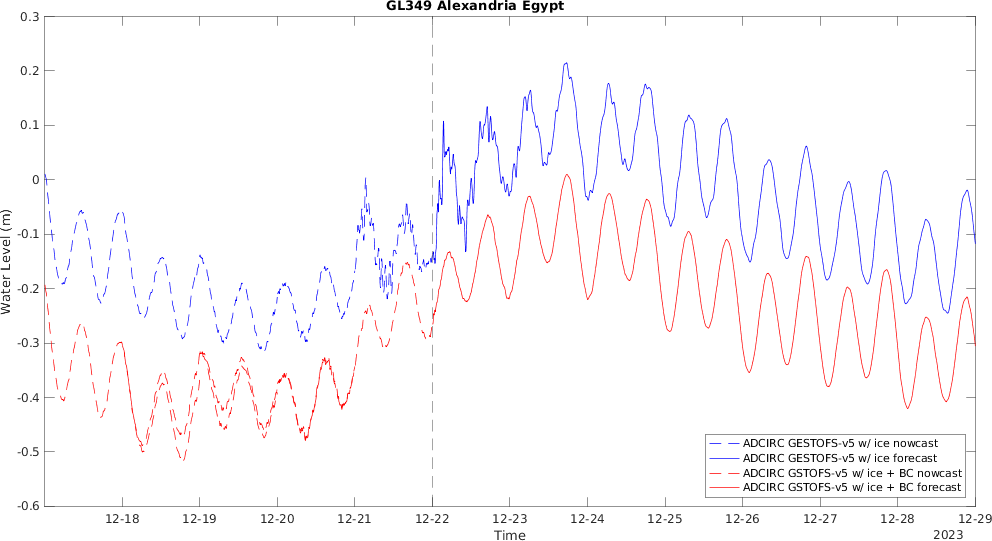 GL349 Alexandria Egypt
0.3
0.2
0.1
0
-0.1
-0.2
-0.3
-0.4
-0.5
-0.6
Water Level (m)
ADCIRC GESTOFS-v5 w/ ice nowcast
ADCIRC GESTOFS-v5 w/ ice forecast
ADCIRC GSTOFS-v5 w/ ice + BC nowcast
ADCIRC GSTOFS-v5 w/ ice + BC forecast
12-18 12-19 12-20 12-21 12-22 12-23 12-24 12-25 12-26 12-27 12-28 12-29
Time
2023